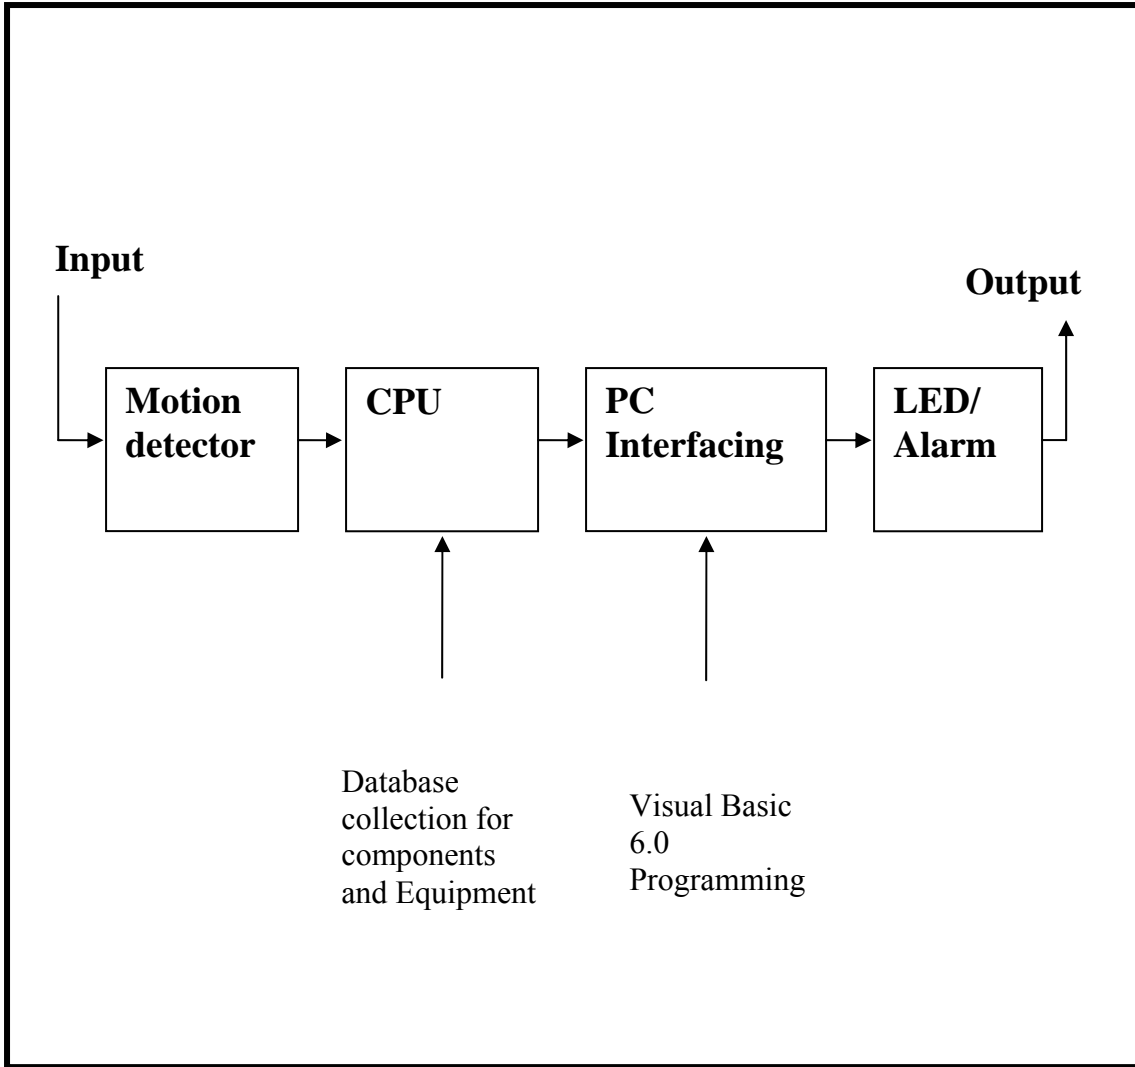 Input
Output
Motion
detector
CPU
PC
Interfacing
LED/
Alarm
Database
collection for
components
and Equipment
Visual Basic
6.0
Programming